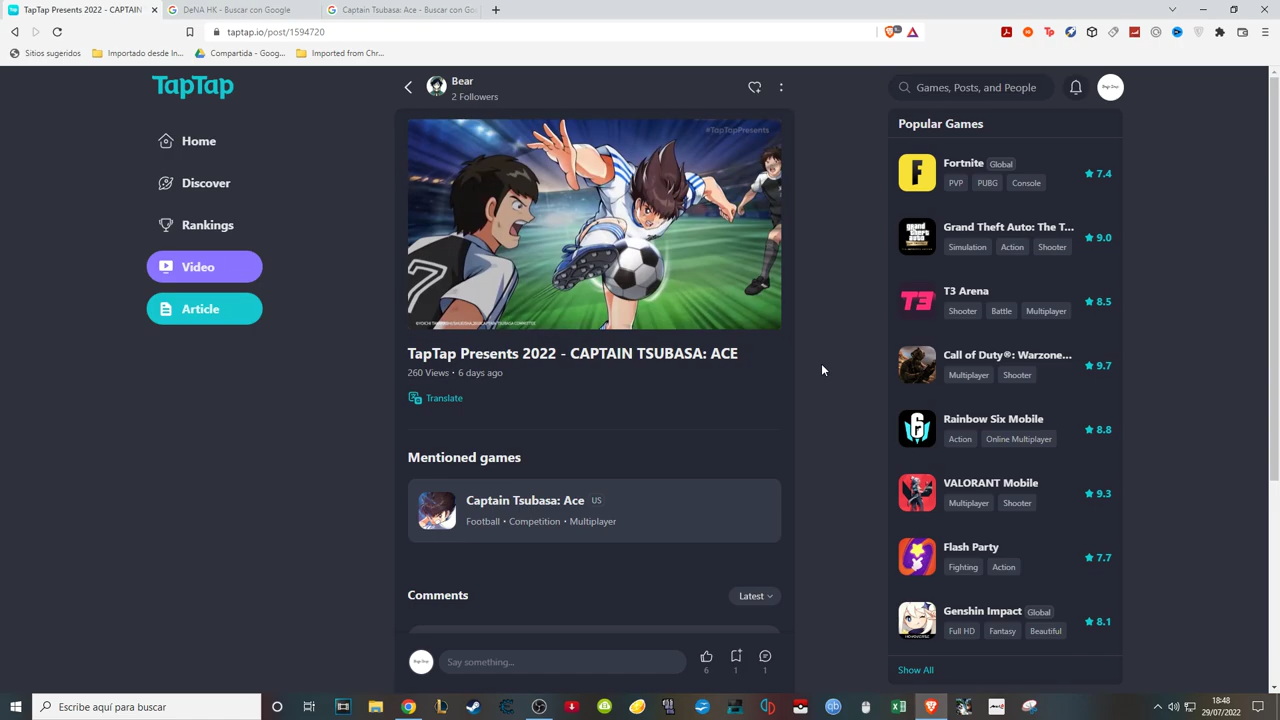 TapTap Presents 2022 - CAPTAIN
DeNA HK - Buscar con Google
Captain Tsubasa: Ace - Buscar con Go
taptap.io/post/1594720
Sitios sugeridos
Importado desde In...
Compartida - Goog...
Imported from Chr...
TapTap
Bear
2 Followers
Games, Posts, and People
Home
Discover
Rankings
Video
Article
#TapTapPresents
TapTap Presents 2022 - CAPTAIN TSUBASA: ACE
260 Views • 6 days ago
Translate
Mentioned games
Captain Tsubasa: Ace US
Football • Competition • Multiplayer
Comments
Latest
Say something...
6
1
1
Popular Games
Fortnite Global
PVP PUBG Console
7.4
Grand Theft Auto: The T...
Simulation Action Shooter
9.0
T3 Arena
Shooter Battle Multiplayer
8.5
Call of Duty®: Warzone...
Multiplayer Shooter
9.7
Rainbow Six Mobile
Action Online Multiplayer
8.8
VALORANT Mobile
Multiplayer Shooter
9.3
Flash Party
Fighting Action
7.7
Genshin Impact Global
Full HD Fantasy Beautiful
8.1
Show All
Escribe aquí para buscar
18:48
29/07/2022